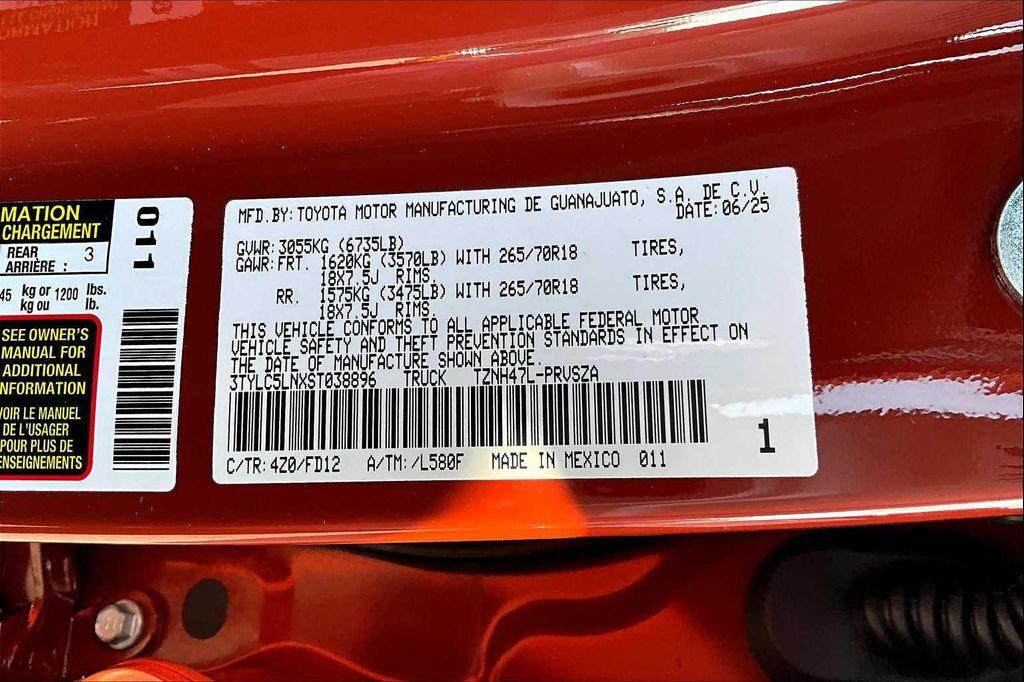 MATION
CHARGEMENT
REAR
ARRIÈRE : 3
45 kg or 1200 lbs.
kg ou lb.
SEE OWNER'S
MANUAL FOR
ADDITIONAL
INFORMATION
VOIR LE MANUEL
DE L'USAGER
POUR PLUS DE
ENSEIGNEMENTS
011
MFD.BY:TOYOTA MOTOR MANUFACTURING DE GUANAJUATO, S.A. DE C.V.
DATE:06/25
GVWR:3055KG (6735LB)
GAWR:FRT. 1620KG (3570LB) WITH 265/70R18 TIRES,
18X7.5J RIMS.
RR. 1575KG (3475LB) WITH 265/70R18 TIRES,
18X7.5J RIMS.
THIS VEHICLE CONFORMS TO ALL APPLICABLE FEDERAL MOTOR
VEHICLE SAFETY AND THEFT PREVENTION STANDARDS IN EFFECT ON
THE DATE OF MANUFACTURE SHOWN ABOVE.
3TYLC5LNXST038896 TRUCK TZNH47L-PRVSZA
C/TR:4Z0/FD12 A/TM:/L580F MADE IN MEXICO 011
1